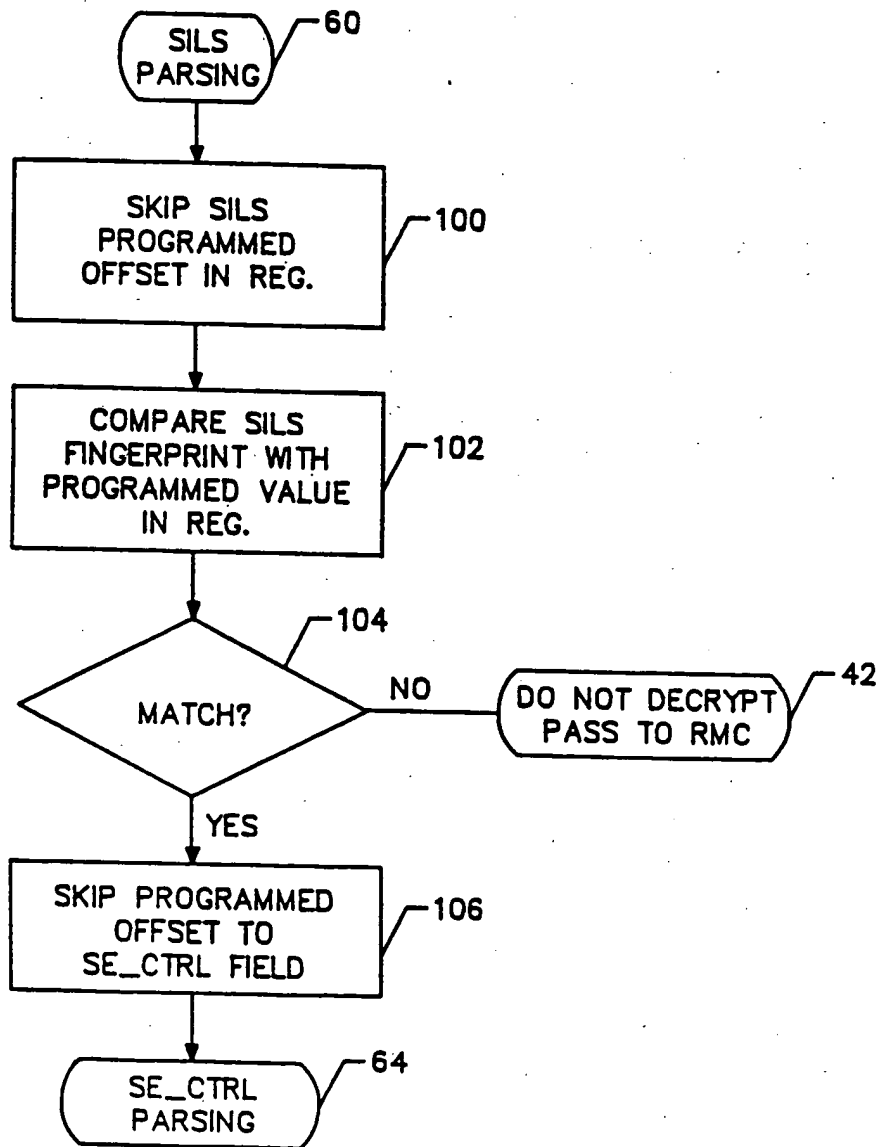 SILS
PARSING
60
SKIP SILS
PROGRAMMED
OFFSET IN REG.
100
COMPARE SILS
FINGERPRINT WITH
PROGRAMMED VALUE
IN REG.
102
104
MATCH?
NO
DO NOT DECRYPT
PASS TO RMC
42
YES
SKIP PROGRAMMED
OFFSET TO
SE_CTRL FIELD
106
SE_CTRL
PARSING
64